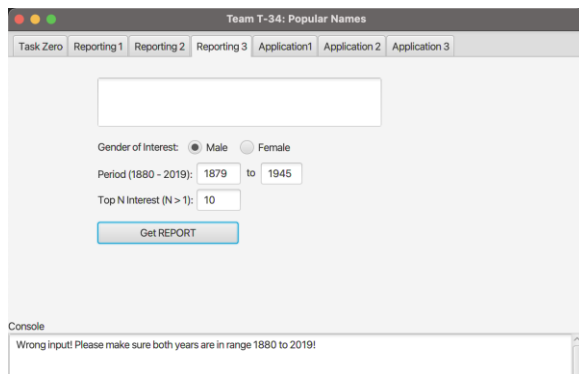 Team T-34: Popular Names
Task Zero Reporting 1 Reporting 2 Reporting 3 Application1 Application 2 Application 3
Gender of Interest: Male Female
Period (1880 - 2019): 1879 to 1945
Top N Interest (N > 1): 10
Get REPORT
Console
Wrong input! Please make sure both years are in range 1880 to 2019!